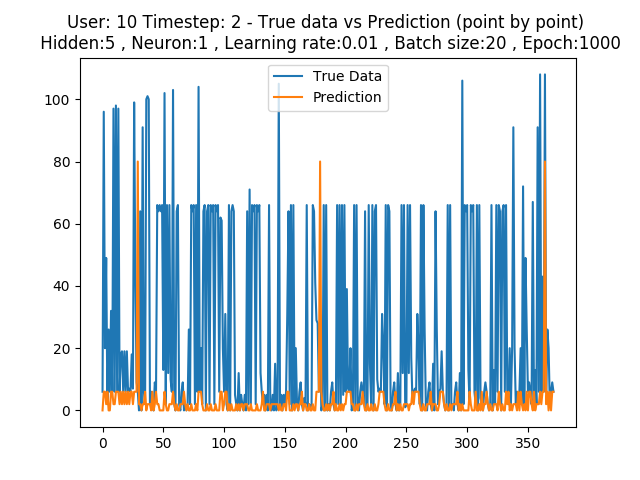 User: 10 Timestep: 2 - True data vs Prediction (point by point)
Hidden:5 , Neuron:1 , Learning rate:0.01 , Batch size:20 , Epoch:1000
True Data
Prediction
100
80
60
40
20
0
0 50 100 150 200 250 300 350